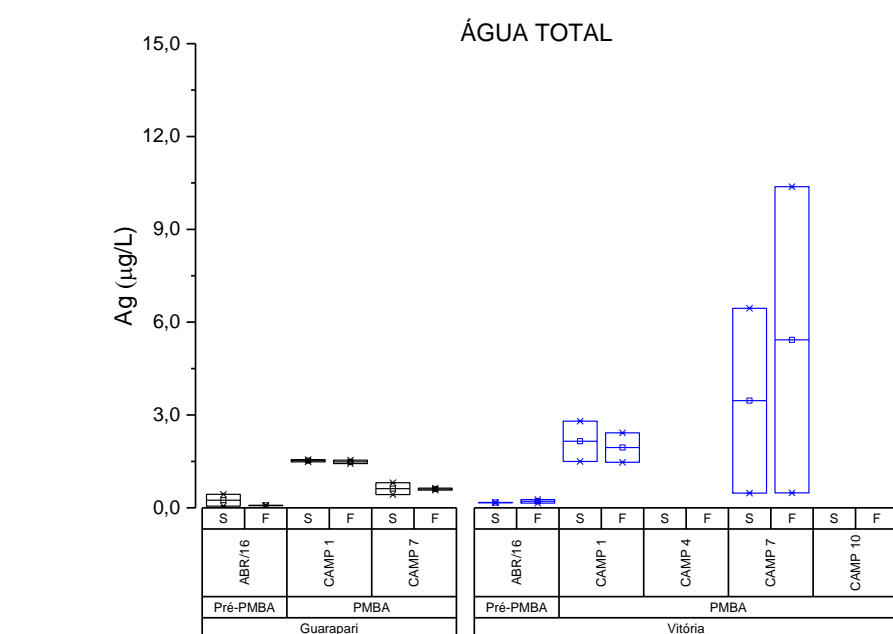 ÁGUA TOTAL
15,0
12,0
9,0
6,0
3,0
0,0
Ag (µg/L)
S F S F S F S F S F S F S F S F
ABR/16 CAMP 1 CAMP 7 ABR/16 CAMP 1 CAMP 4 CAMP 7 CAMP 10
Pré-PMBA PMBA Pré-PMBA PMBA
Guarapari Vitória